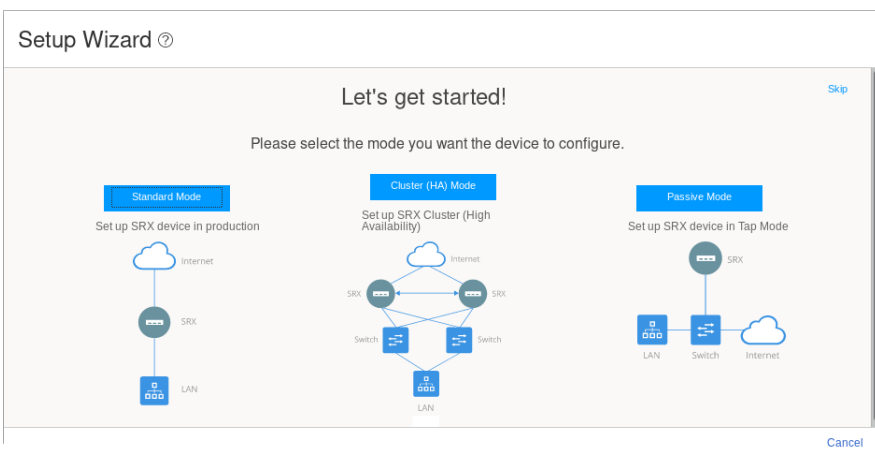 Setup Wizard ?
Let's get started!
Skip
Please select the mode you want the device to configure.
Standard Mode
Set up SRX device in production
Internet
SRX
LAN
Cluster (HA) Mode
Set up SRX Cluster (High
Availability)
Internet
SRX
SRX
Switch
Switch
LAN
Passive Mode
Set up SRX device in Tap Mode
SRX
LAN
Switch
Internet
Cancel